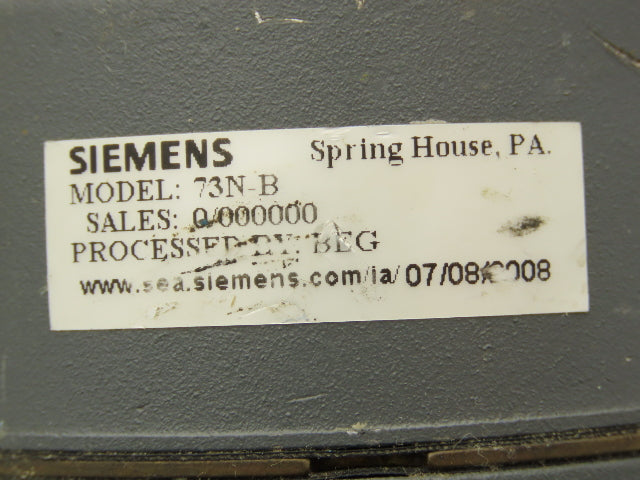 SIEMENS Spring House, PA.
MODEL: 73N-B
SALES: 0/000000
PROCESSED BY: BEG
www.sea.siemens.com/ia/ 07/08/2008